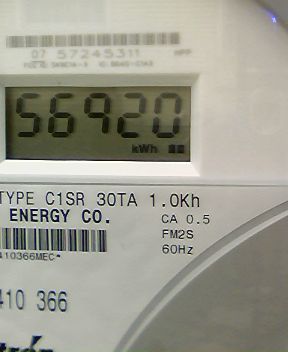 07 57245311
56920
kWh
TYPE C1SR 30TA 1.0Kh
ENERGY CO.
CA 0.5
FM2S
60Hz
410366MEC*
410 366